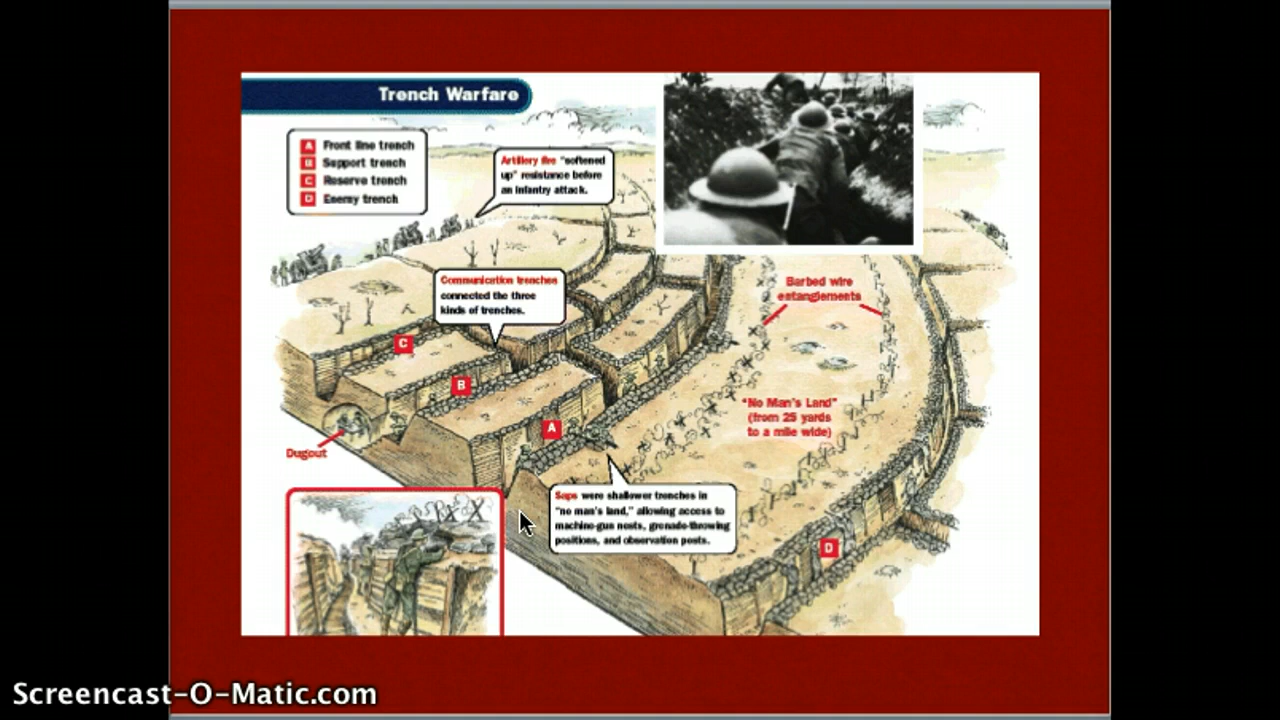 Trench Warfare
A Front line trench
B Support trench
C Reserve trench
D Enemy trench
Artillery fire "softened
up" resistance before
an infantry attack.
Communication trenches
connected the three
kinds of trenches.
Barbed wire
entanglements
C
B
A
"No Man's Land"
(from 25 yards
to a mile wide)
Dugout
Saps were shallower trenches in
"no man's land," allowing access to
machine-gun nests, grenade-throwing
positions, and observation posts.
D
Screencast-O-Matic.com